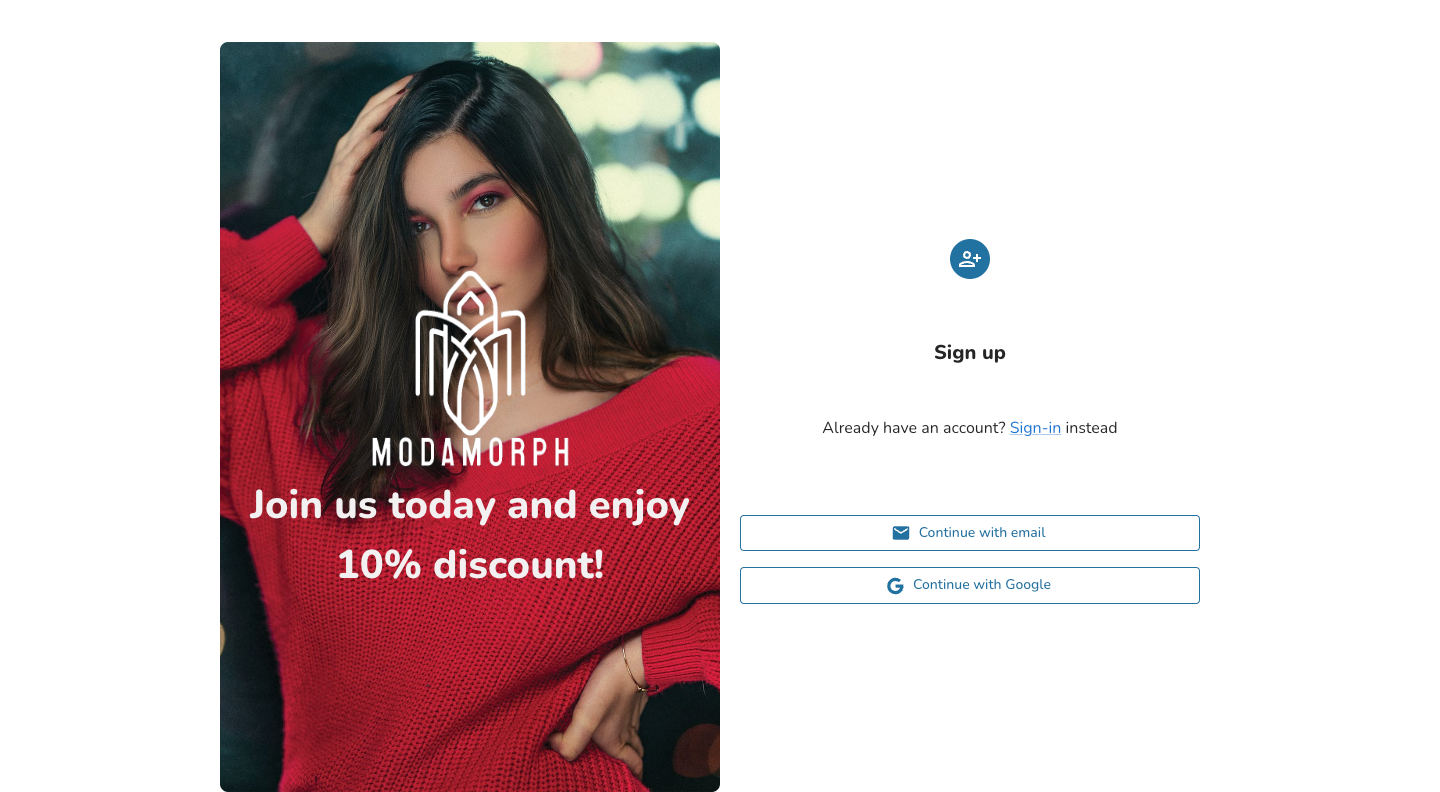 MODAMORPH
Join us today and enjoy
10% discount!
Sign up
Already have an account? Sign-in instead
Continue with email
Continue with Google